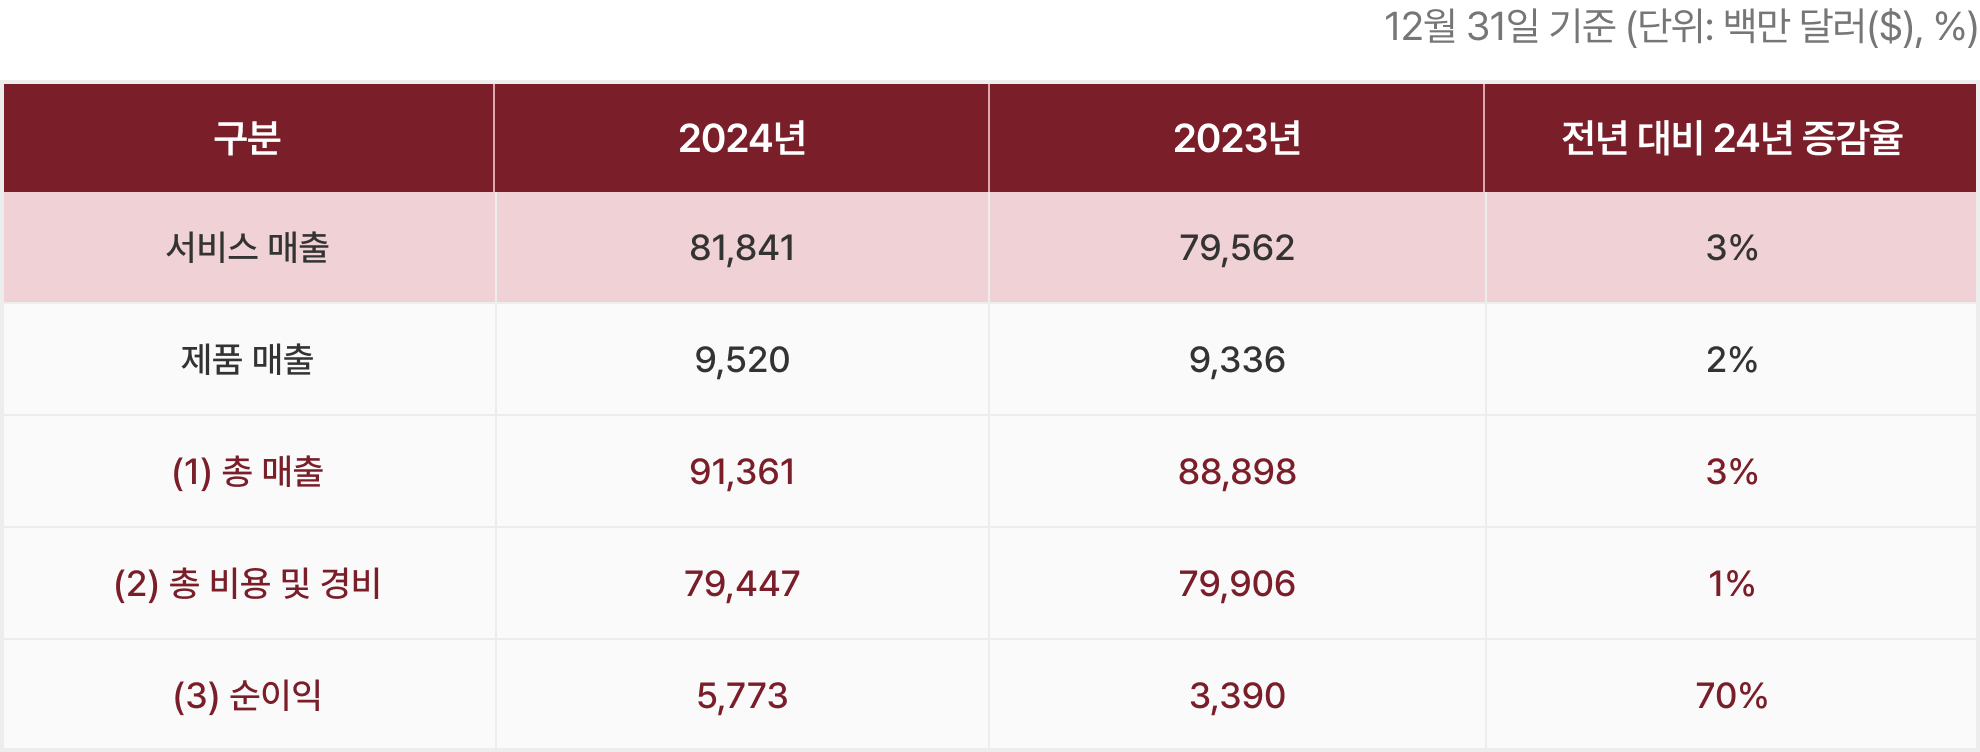 12월 31일 기준 (단위: 백만 달러($), %)
구분 2024년 2023년 전년 대비 24년 증감율
서비스 매출 81,841 79,562 3%
제품 매출 9,520 9,336 2%
(1) 총 매출 91,361 88,898 3%
(2) 총 비용 및 경비 79,447 79,906 1%
(3) 순이익 5,773 3,390 70%